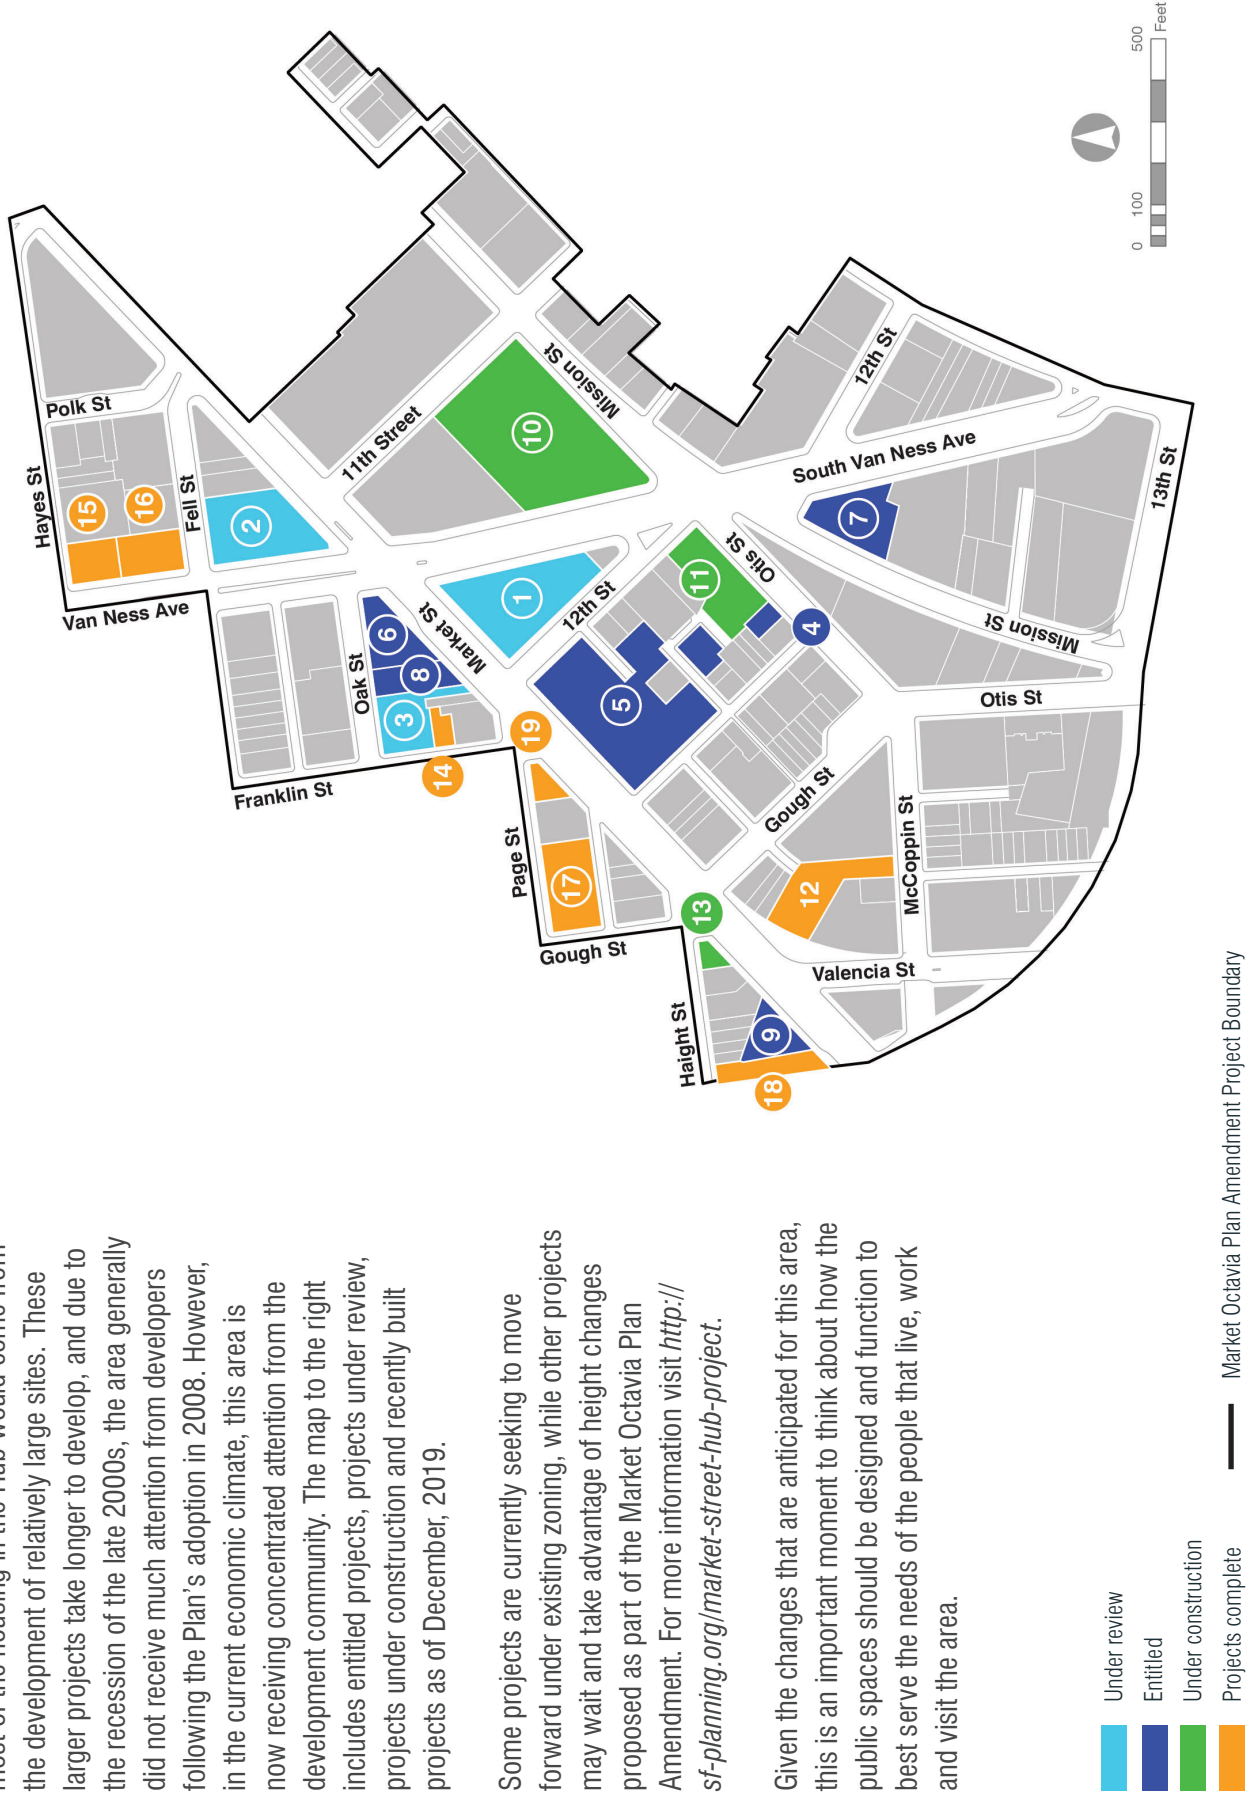 the development of relatively large sites. These
larger projects take longer to develop, and due to
the recession of the late 2000s, the area generally
did not receive much attention from developers
following the Plan's adoption in 2008. However,
in the current economic climate, this area is
now receiving concentrated attention from the
development community. The map to the right
includes entitled projects, projects under review,
projects under construction and recently built
projects as of December, 2019.
Some projects are currently seeking to move
forward under existing zoning, while other projects
may wait and take advantage of height changes
proposed as part of the Market Octavia Plan
Amendment. For more information visit http://
sf-planning.org/market-street-hub-project.
Given the changes that are anticipated for this area,
this is an important moment to think about how the
public spaces should be designed and function to
best serve the needs of the people that live, work
and visit the area.
Under review
Entitled
Under construction
Projects complete
Market Octavia Plan Amendment Project Boundary
Hayes St
Polk St
15
16
Van Ness Ave
Fell St
2
11th Street
10
Mission St
Franklin St
Oak St
6
8
3
14
Market St
1
12th St
19
Page St
17
Gough St
5
11
Otis St
4
7
South Van Ness Ave
12th St
13th St
Mission St
Otis St
Gough St
McCoppin St
12
13
Haight St
9
18
Valencia St
0
100
500
Feet